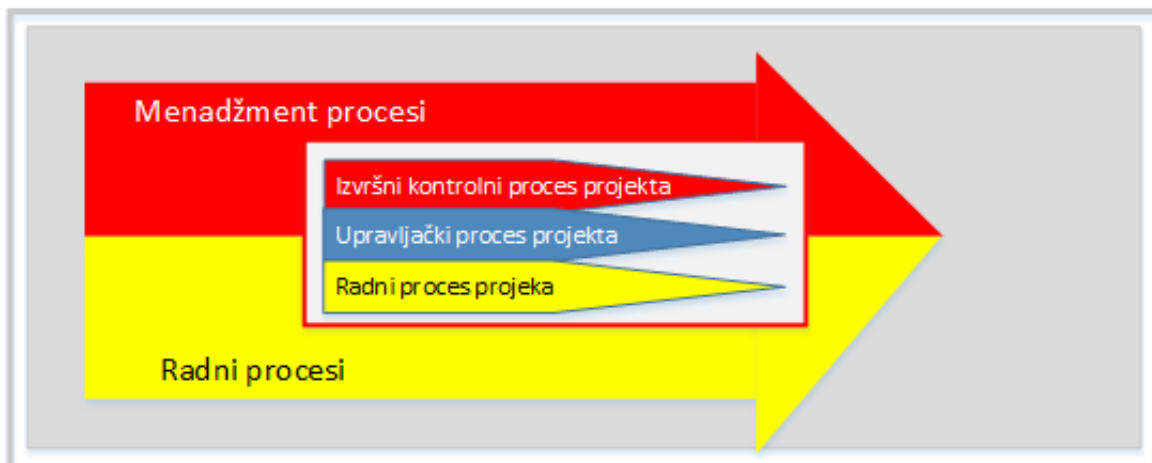 Menadžment procesi
Izvršni kontrolni proces projekta
Upravljački proces projekta
Radni proces projeka
Radni procesi